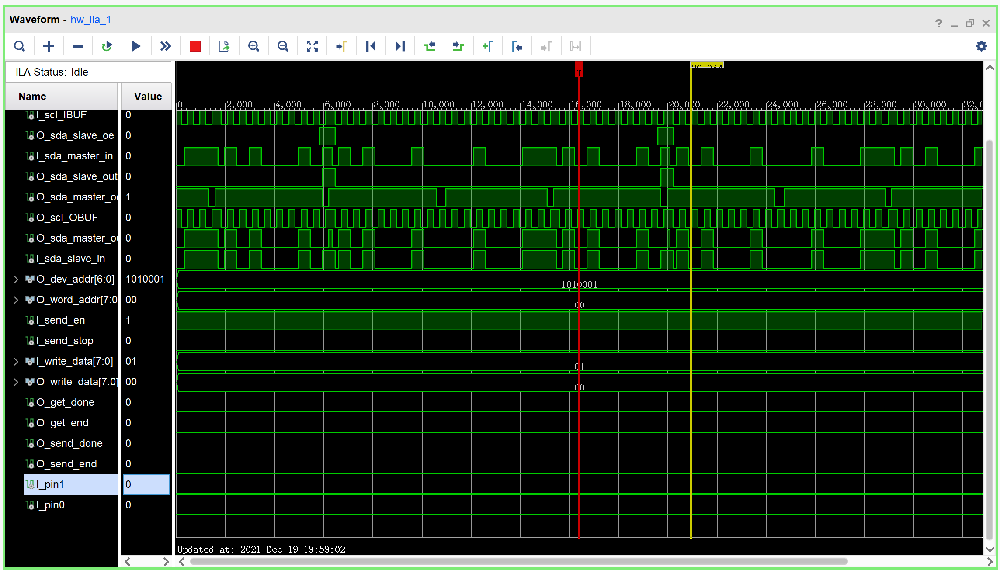 Waveform - hw_ila_1
ILA Status: Idle
Name Value
0 2,000 4,000 6,000 8,000 10,000 12,000 14,000 16,000 18,000 20,000 22,000 24,000 26,000 28,000 30,000 32,0
T
20,944
I_scl_IBUF 0
O_sda_slave_oe 0
I_sda_master_in 0
O_sda_slave_out 0
O_sda_master_oe 1
O_scl_OBUF 0
O_sda_master_ou 0
I_sda_slave_in 0
O_dev_addr[6:0] 1010001 1010001
O_word_addr[7:0 00 00
I_send_en 1
I_send_stop 0
I_write_data[7:0] 01 01
O_write_data[7:0] 00 00
O_get_done 0
O_get_end 0
O_send_done 0
O_send_end 0
I_pin1 0
I_pin0 0
Updated at: 2021-Dec-19 19:59:02